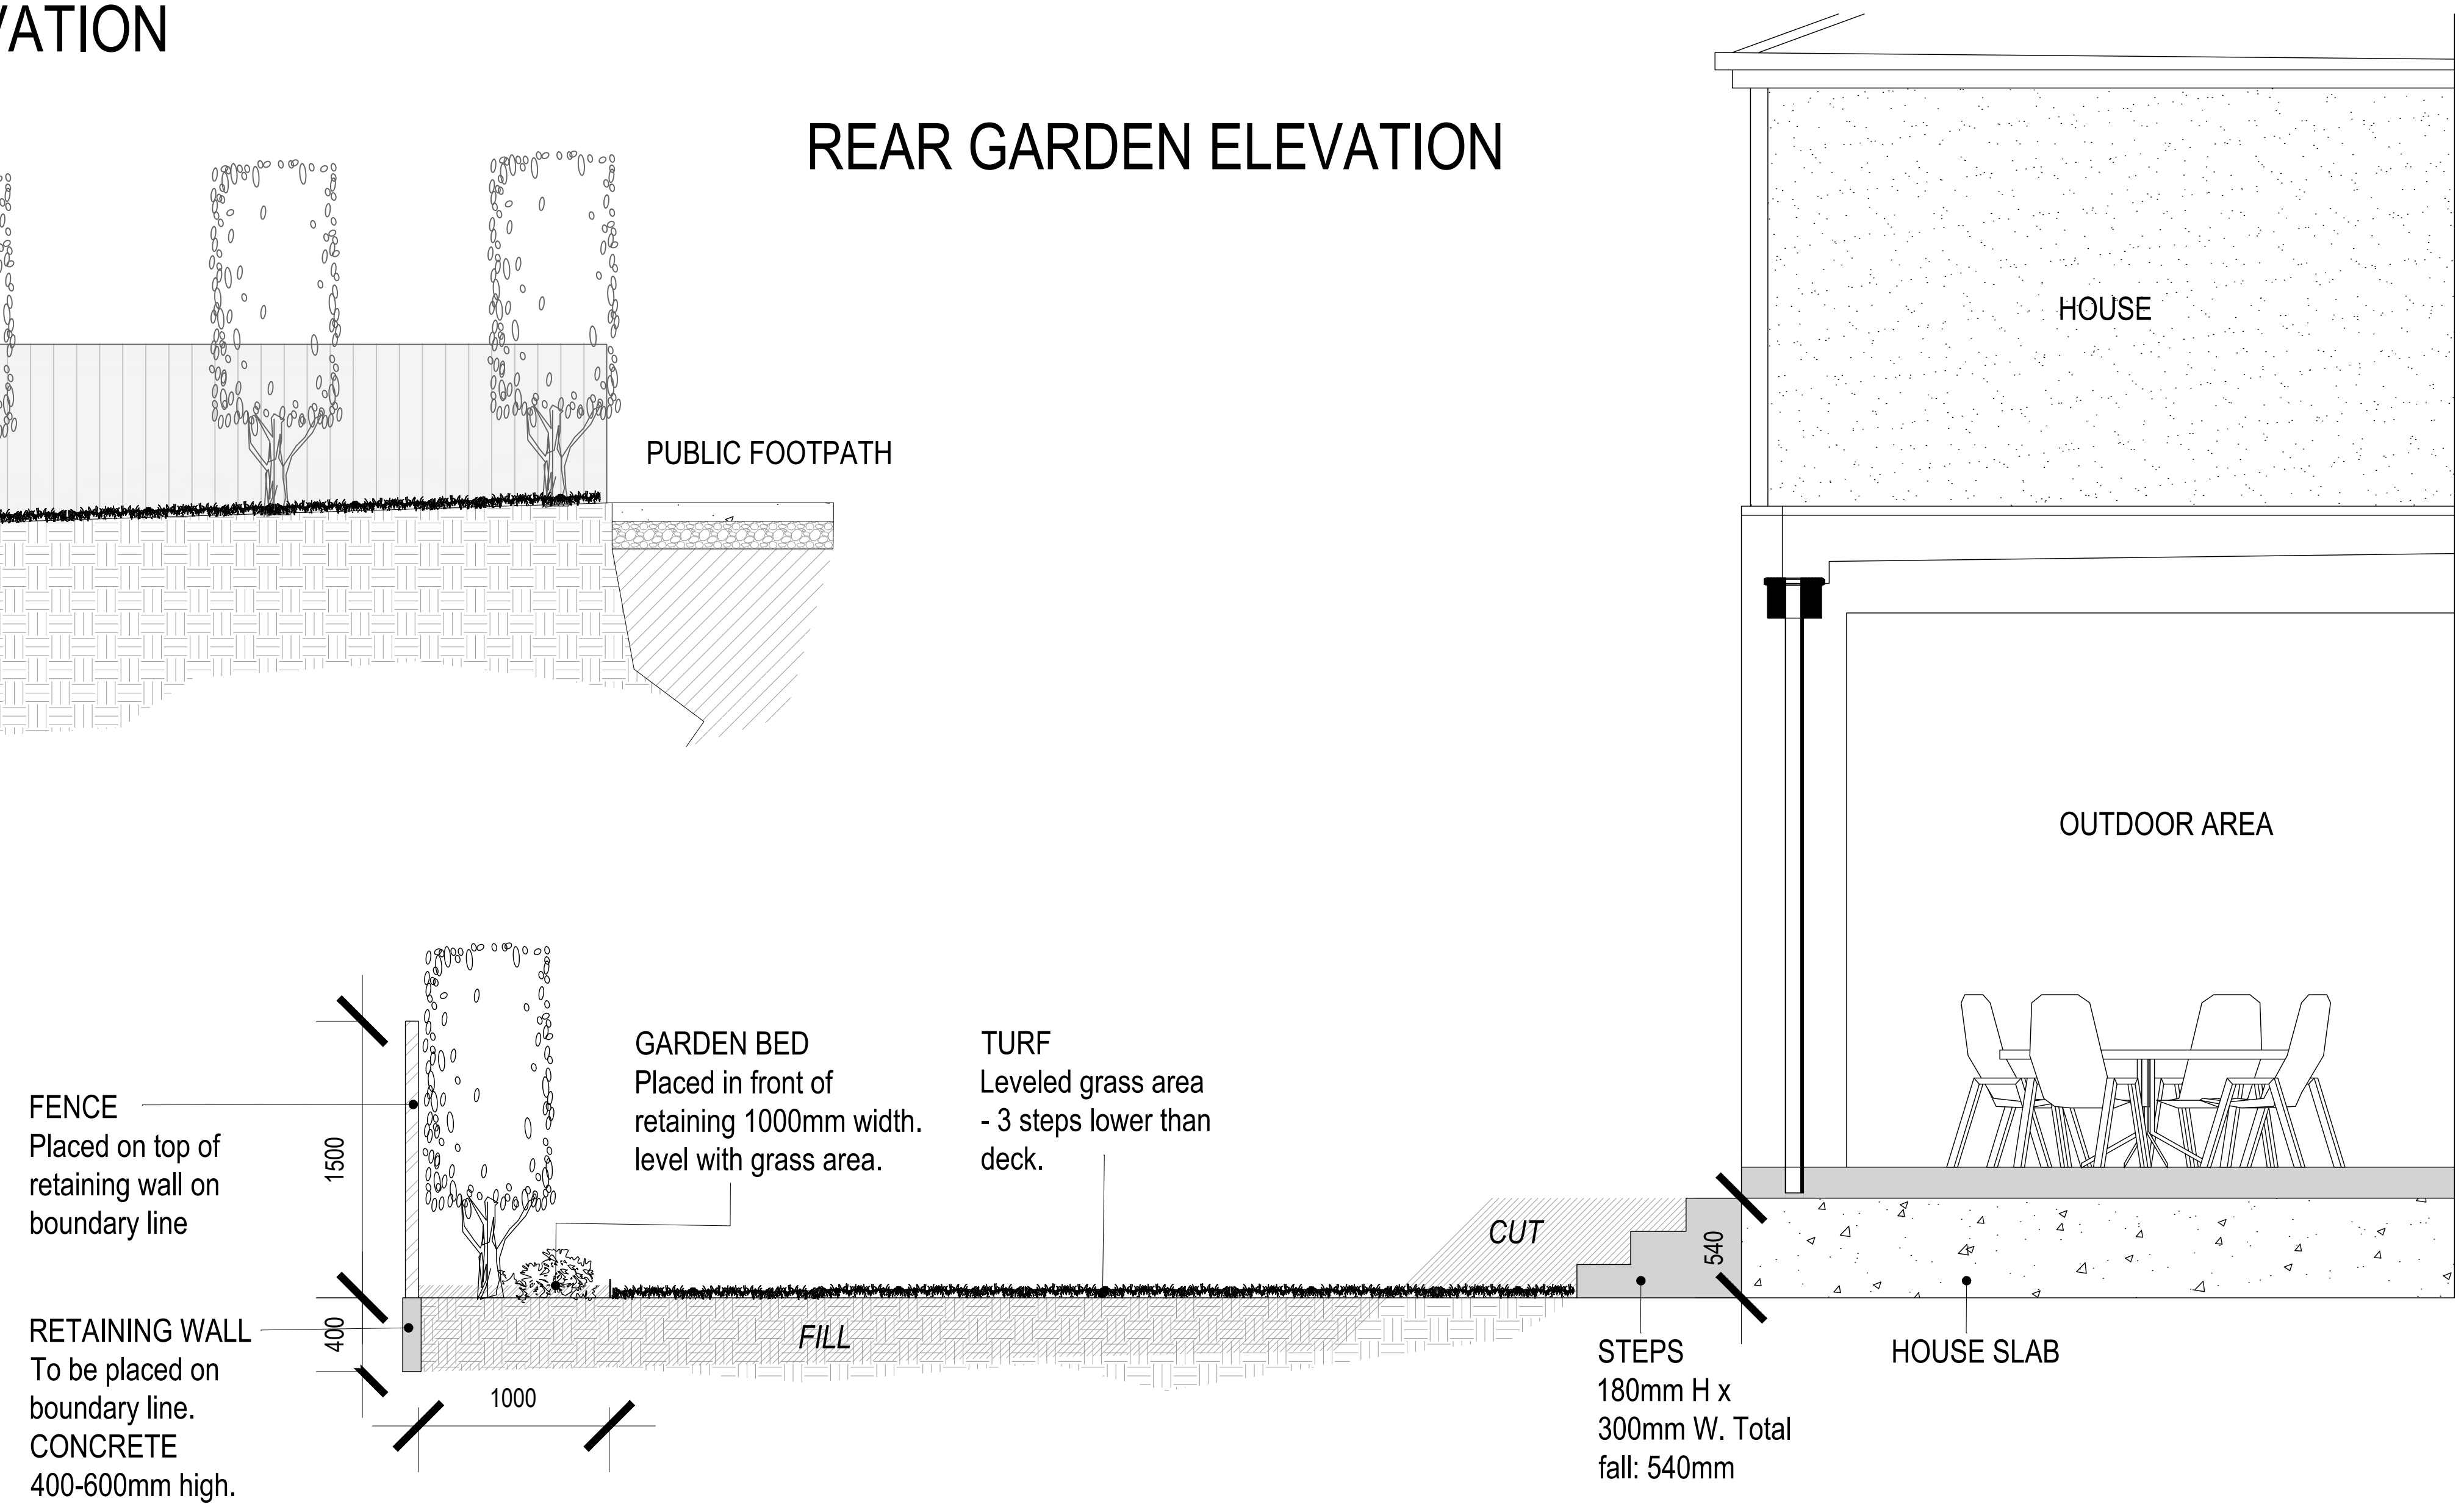 VATION
REAR GARDEN ELEVATION
HOUSE
PUBLIC FOOTPATH
OUTDOOR AREA
GARDEN BED
Placed in front of
retaining 1000mm width.
level with grass area.
TURF
Leveled grass area
- 3 steps lower than
deck.
FENCE
Placed on top of
retaining wall on
boundary line
1500
CUT
540
RETAINING WALL
To be placed on
boundary line.
CONCRETE
400-600mm high.
400
FILL
1000
STEPS
180mm H x
300mm W. Total
fall: 540mm
HOUSE SLAB